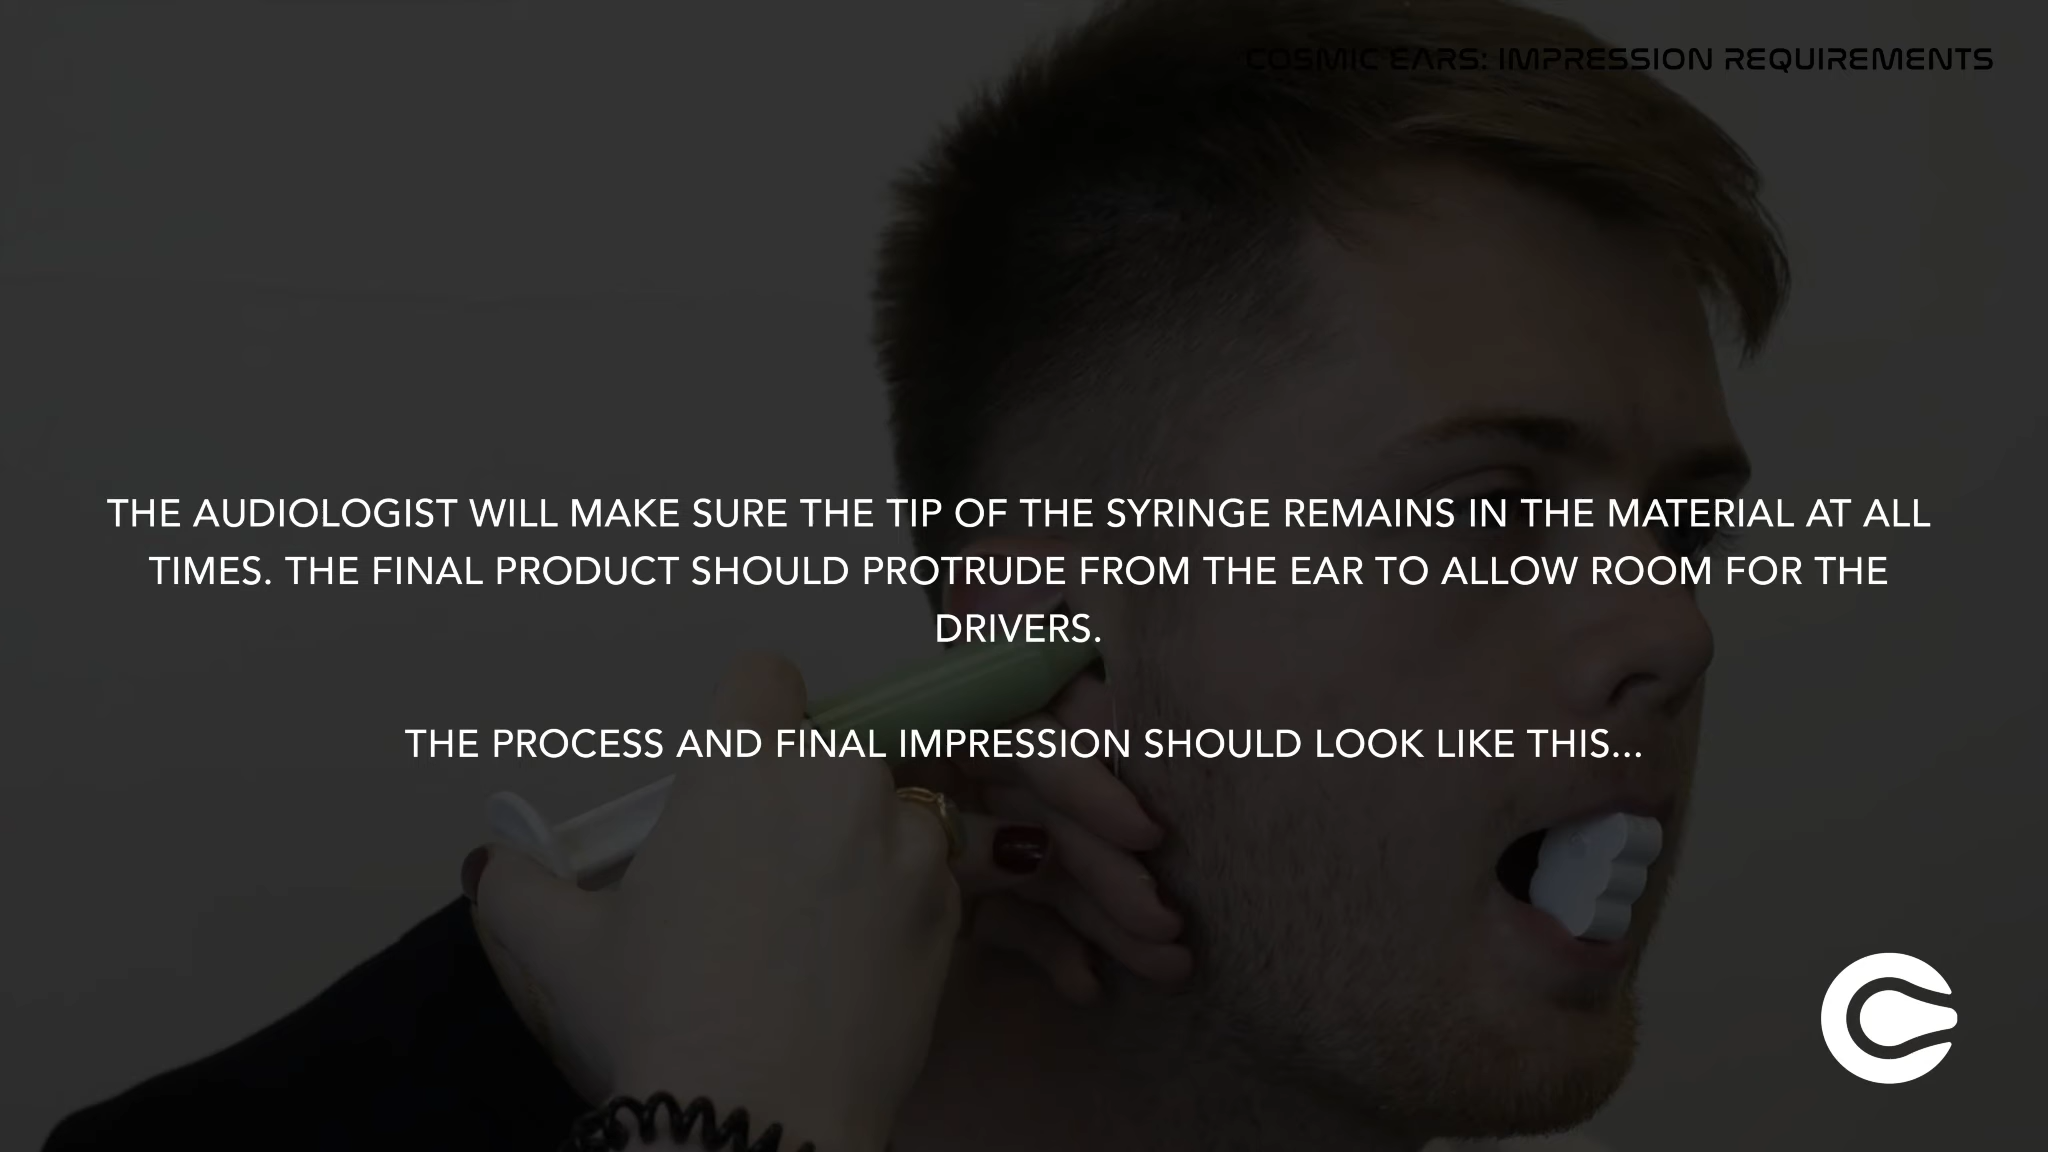 COSMIC EARS: IMPRESSION REQUIREMENTS
THE AUDIOLOGIST WILL MAKE SURE THE TIP OF THE SYRINGE REMAINS IN THE MATERIAL AT ALL
TIMES. THE FINAL PRODUCT SHOULD PROTRUDE FROM THE EAR TO ALLOW ROOM FOR THE
DRIVERS.
THE PROCESS AND FINAL IMPRESSION SHOULD LOOK LIKE THIS...